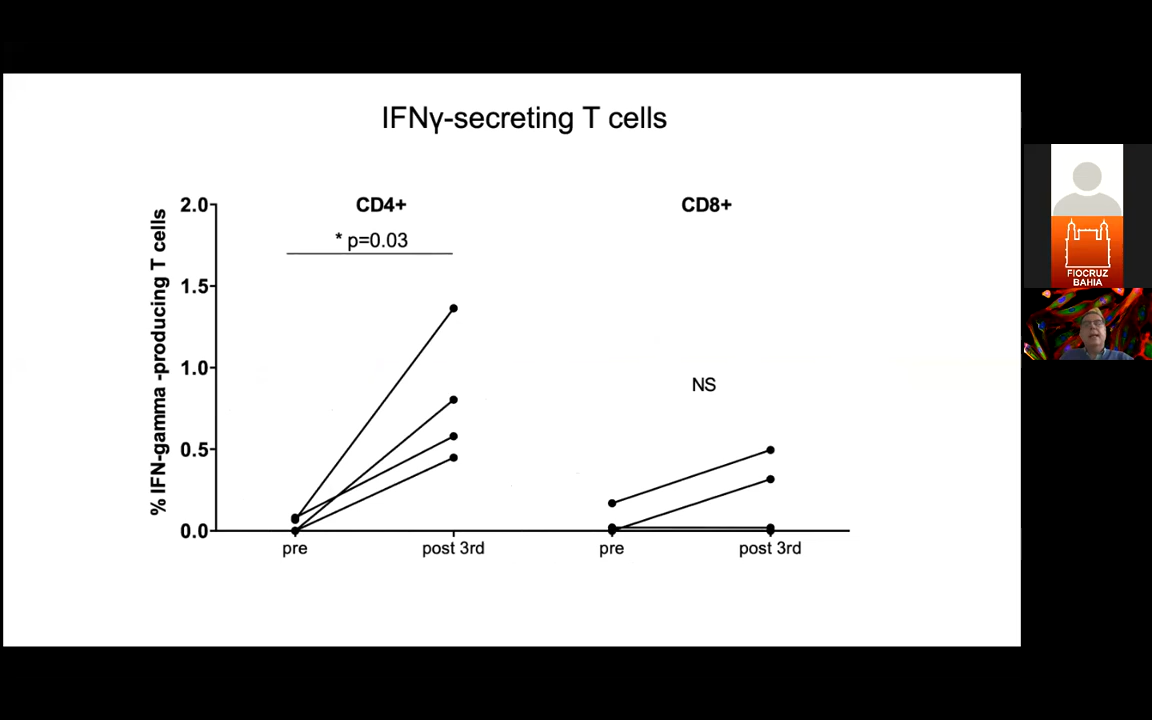 IFNγ-secreting T cells
% IFN-gamma -producing T cells
2.0
1.5
1.0
0.5
0.0
CD4+
* p=0.03
CD8+
NS
pre
post 3rd
pre
post 3rd
FIOCRUZ
BAHIA